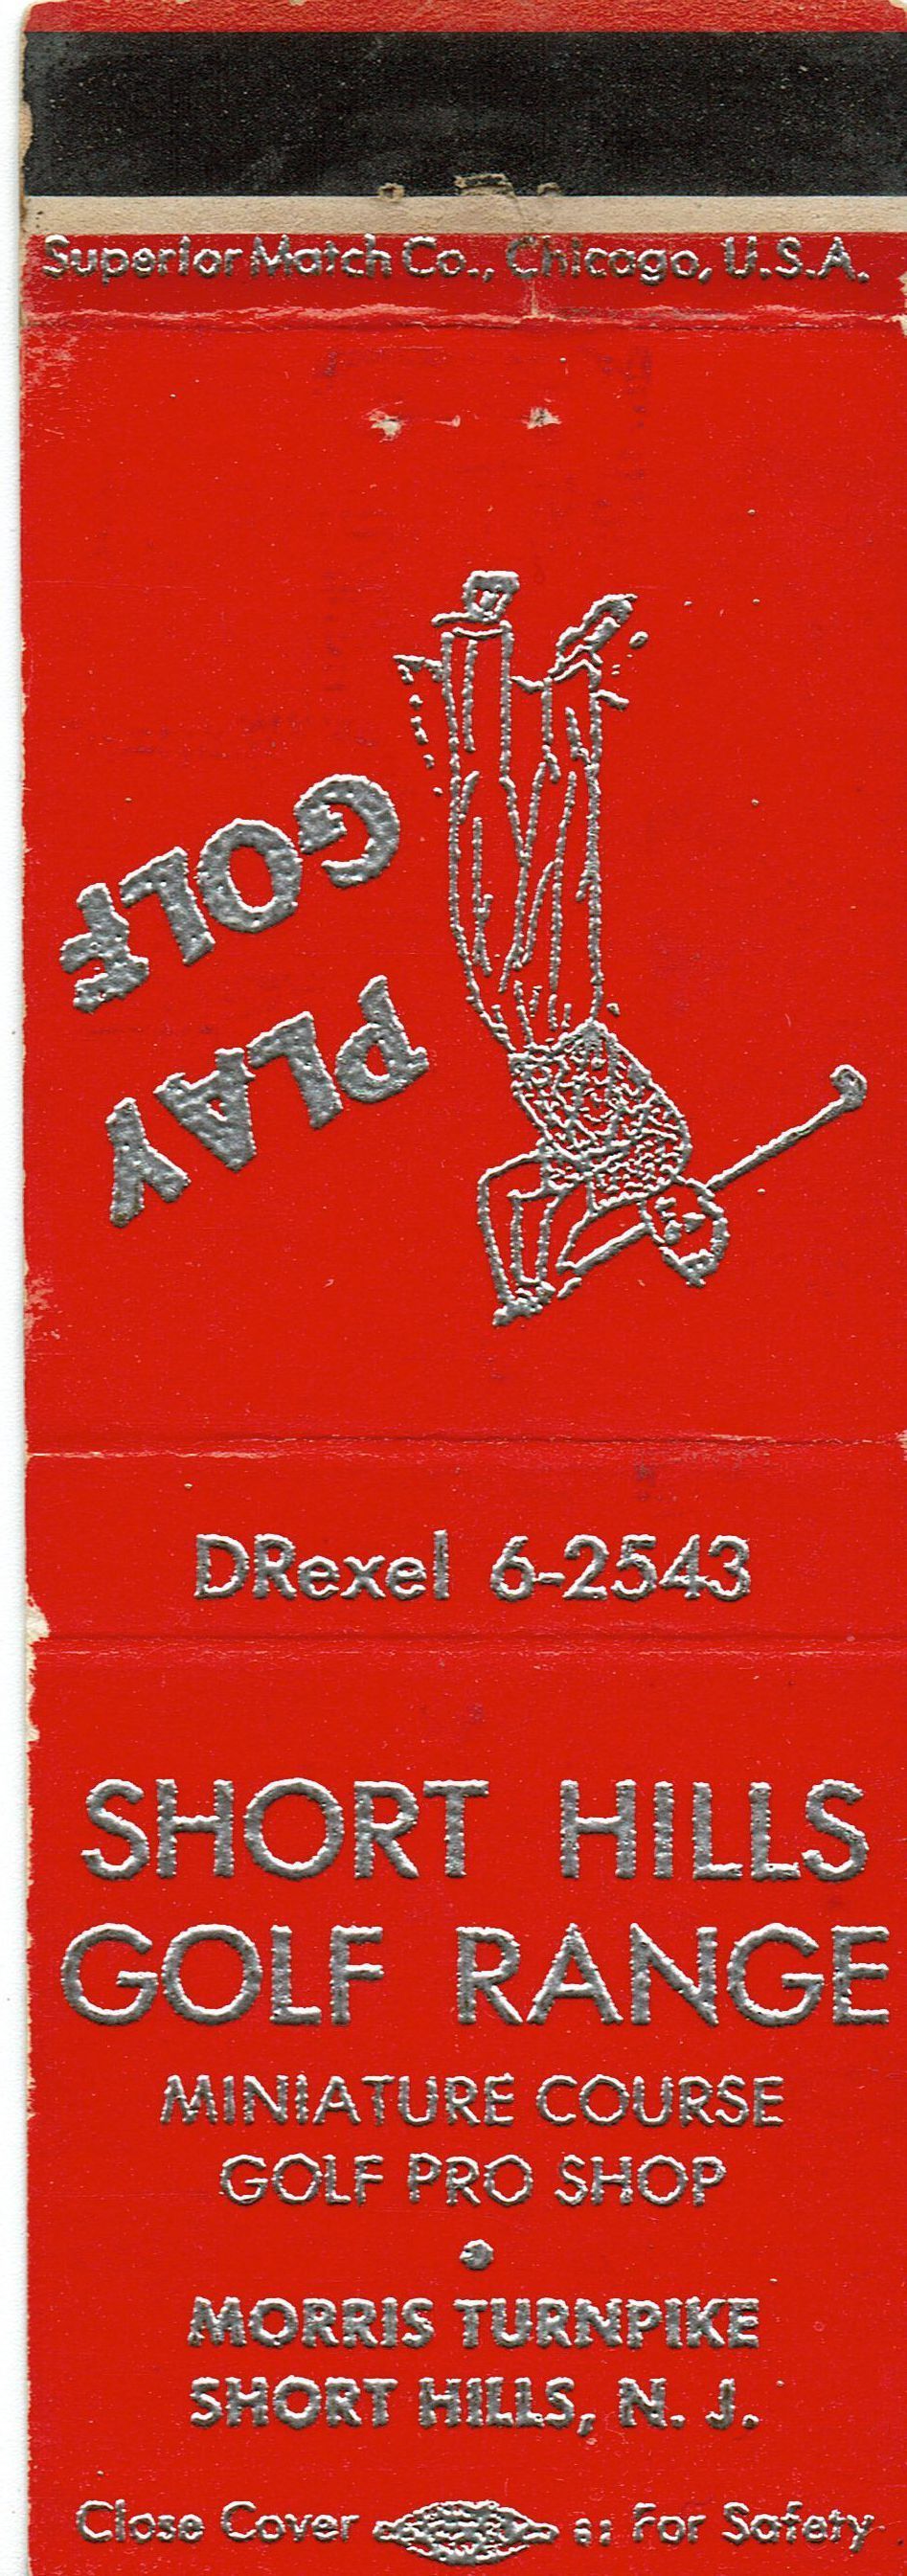 Superior Match Co., Chicago, U.S.A.
PLAY
GOLF
DRexel 6-2543
SHORT HILLS
GOLF RANGE
MINIATURE COURSE
GOLF PRO SHOP
•
MORRIS TURNPIKE
SHORT HILLS, N. J.
Close Cover For Safety